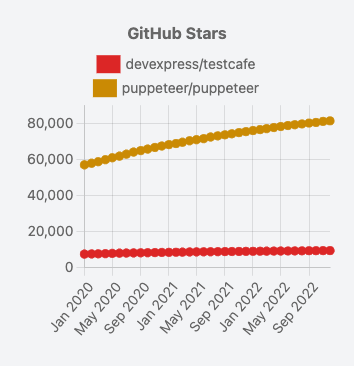 GitHub Stars
devexpress/testcafe
puppeteer/puppeteer
80,000
60,000
40,000
20,000
0
Jan 2020
May 2020
Sep 2020
Jan 2021
May 2021
Sep 2021
Jan 2022
May 2022
Sep 2022